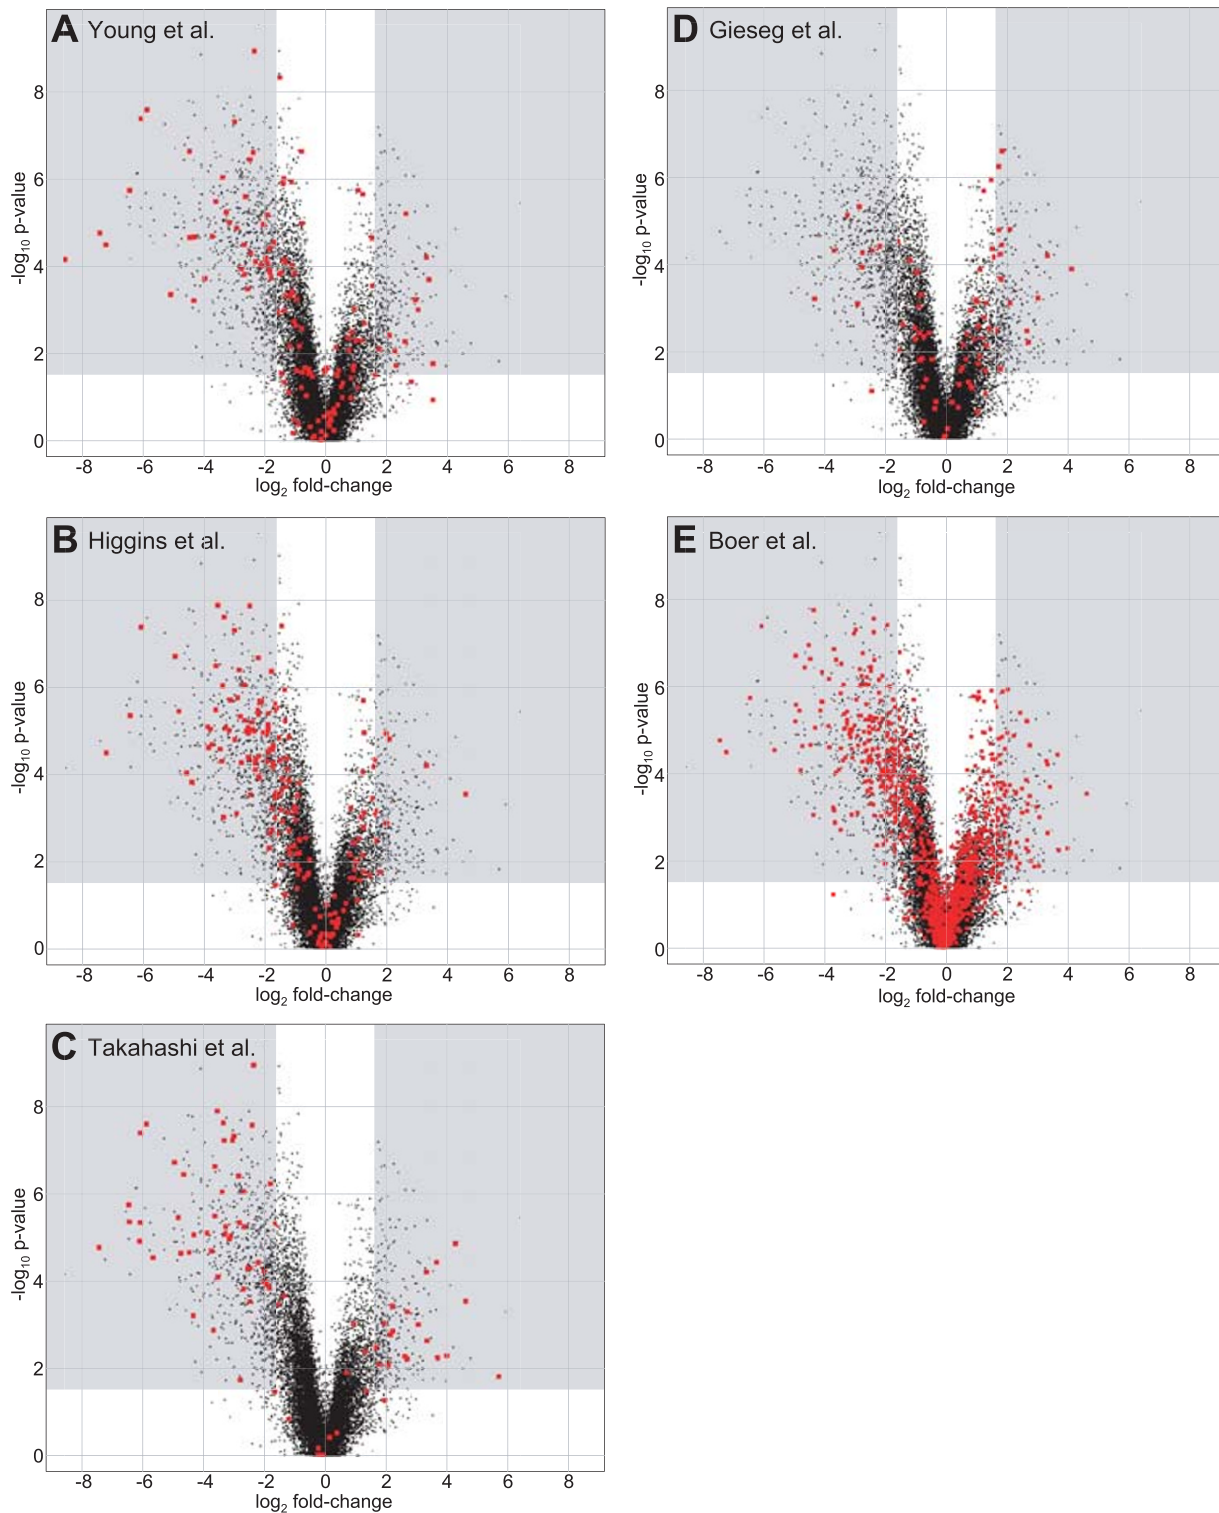 A Young et al.
8
6
4
2
0
-log10 p-value
-8 -6 -4 -2 0 2 4 6 8
log2 fold-change
B Higgins et al.
8
6
4
2
0
-log10 p-value
-8 -6 -4 -2 0 2 4 6 8
log2 fold-change
C Takahashi et al.
8
6
4
2
0
-log10 p-value
-8 -6 -4 -2 0 2 4 6 8
log2 fold-change
D Gieseg et al.
8
6
4
2
0
-log10 p-value
-8 -6 -4 -2 0 2 4 6 8
log2 fold-change
E Boer et al.
8
6
4
2
0
-log10 p-value
-8 -6 -4 -2 0 2 4 6 8
log2 fold-change